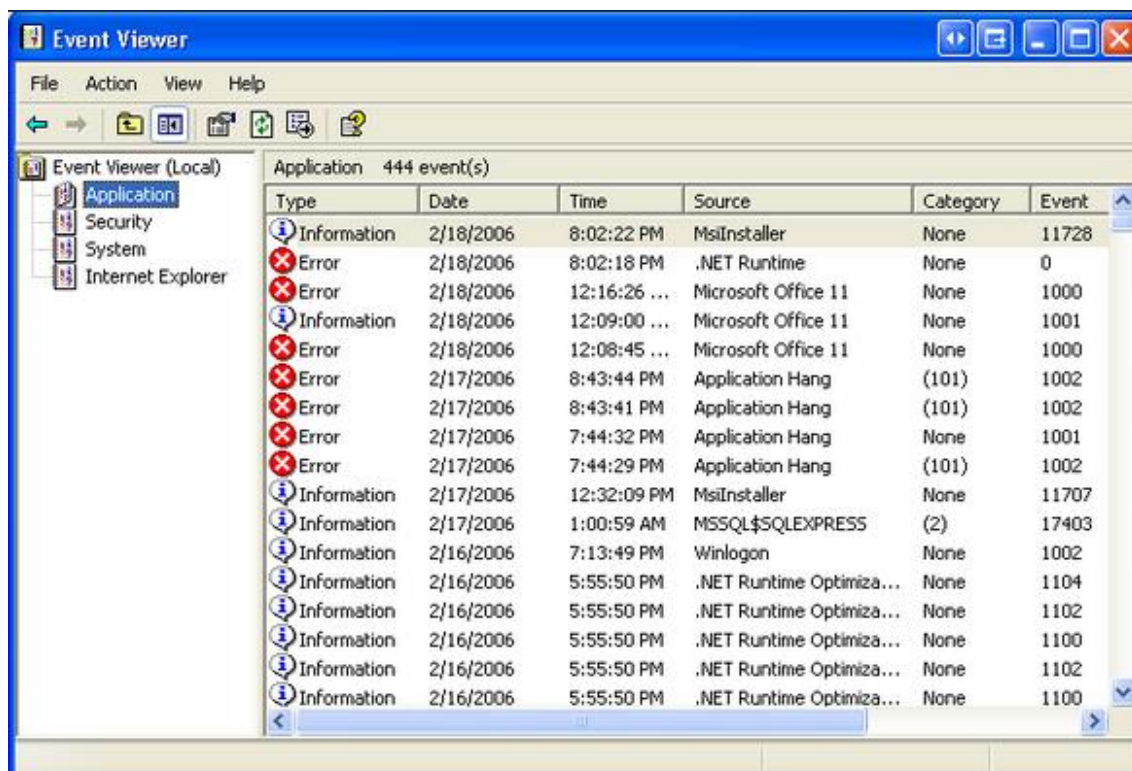 Event Viewer
File Action View Help
Event Viewer (Local)
Application
Security
System
Internet Explorer
Application 444 event(s)
Type Date Time Source Category Event
Information 2/18/2006 8:02:22 PM MsiInstaller None 11728
Error 2/18/2006 8:02:18 PM .NET Runtime None 0
Error 2/18/2006 12:16:26 ... Microsoft Office 11 None 1000
Information 2/18/2006 12:09:00 ... Microsoft Office 11 None 1001
Error 2/18/2006 12:08:45 ... Microsoft Office 11 None 1000
Error 2/17/2006 8:43:44 PM Application Hang (101) 1002
Error 2/17/2006 8:43:41 PM Application Hang (101) 1002
Error 2/17/2006 7:44:32 PM Application Hang None 1001
Error 2/17/2006 7:44:29 PM Application Hang (101) 1002
Information 2/17/2006 12:32:09 PM MsiInstaller None 11707
Information 2/17/2006 1:00:59 AM MSSQL$SQLEXPRESS (2) 17403
Information 2/16/2006 7:13:49 PM Winlogon None 1002
Information 2/16/2006 5:55:50 PM .NET Runtime Optimiza... None 1104
Information 2/16/2006 5:55:50 PM .NET Runtime Optimiza... None 1102
Information 2/16/2006 5:55:50 PM .NET Runtime Optimiza... None 1100
Information 2/16/2006 5:55:50 PM .NET Runtime Optimiza... None 1102
Information 2/16/2006 5:55:50 PM .NET Runtime Optimiza... None 1100